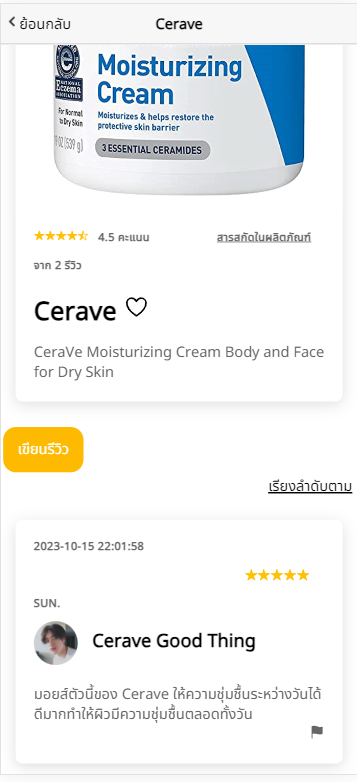 ย้อนกลับ
Cerave
NATIONAL
Eczema
ASSOCIATION
Moisturizing
Cream
For Normal
to Dry Skin
Moisturizes & helps restore the
protective skin barrier
OZ (539 g)
3 ESSENTIAL CERAMIDES
4.5 คะแนน
สารสกัดในผลิตภัณฑ์
จาก 2 รีวิว
Cerave
CeraVe Moisturizing Cream Body and Face
for Dry Skin
เขียนรีวิว
เรียงลำดับตาม
2023-10-15 22:01:58
SUN.
Cerave Good Thing
มอยส์ตัวนี้ของ Cerave ให้ความชุ่มชื้นระหว่างวันได้
ดีมากทำให้ผิวมีความชุ่มชื้นตลอดทั้งวัน